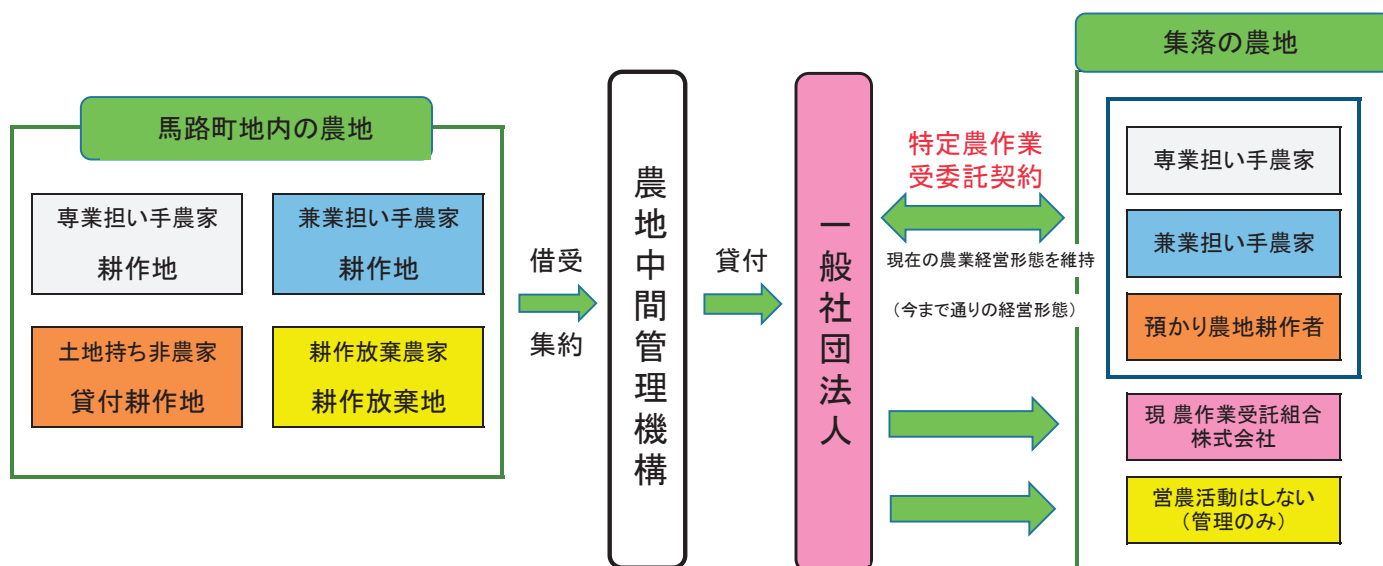 馬路町地内の農地
専業担い手農家
耕作地
兼業担い手農家
耕作地
土地持ち非農家
貸付耕作地
耕作放棄農家
耕作放棄地
借受
集約
農地中間管理機構
貸付
一般社団法人
特定農作業
受委託契約
現在の農業経営形態を維持
（今まで通りの経営形態）
集落の農地
専業担い手農家
兼業担い手農家
預かり農地耕作者
現 農作業受託組合
株式会社
営農活動はしない
（管理のみ）